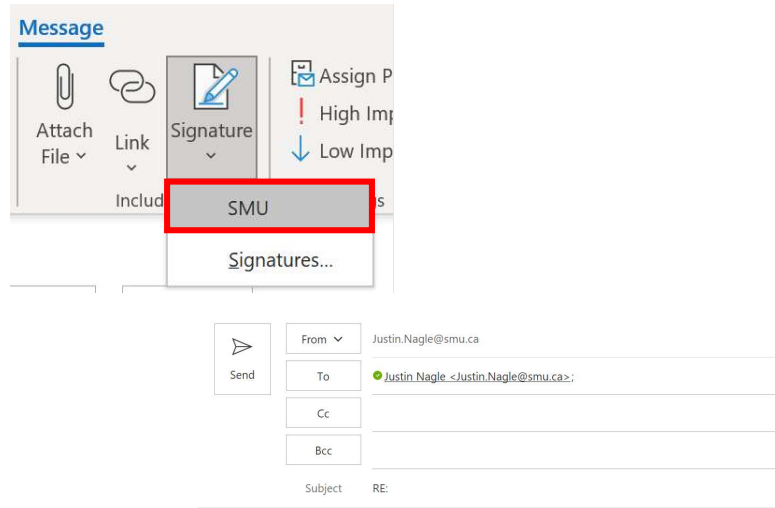 Message
Attach File
Link
Signature
Assign P
High Imp
Low Imp
Includ
s
SMU
Signatures...
Send
From
Justin.Nagle@smu.ca
To
Justin Nagle <Justin.Nagle@smu.ca>;
Cc
Bcc
Subject
RE: